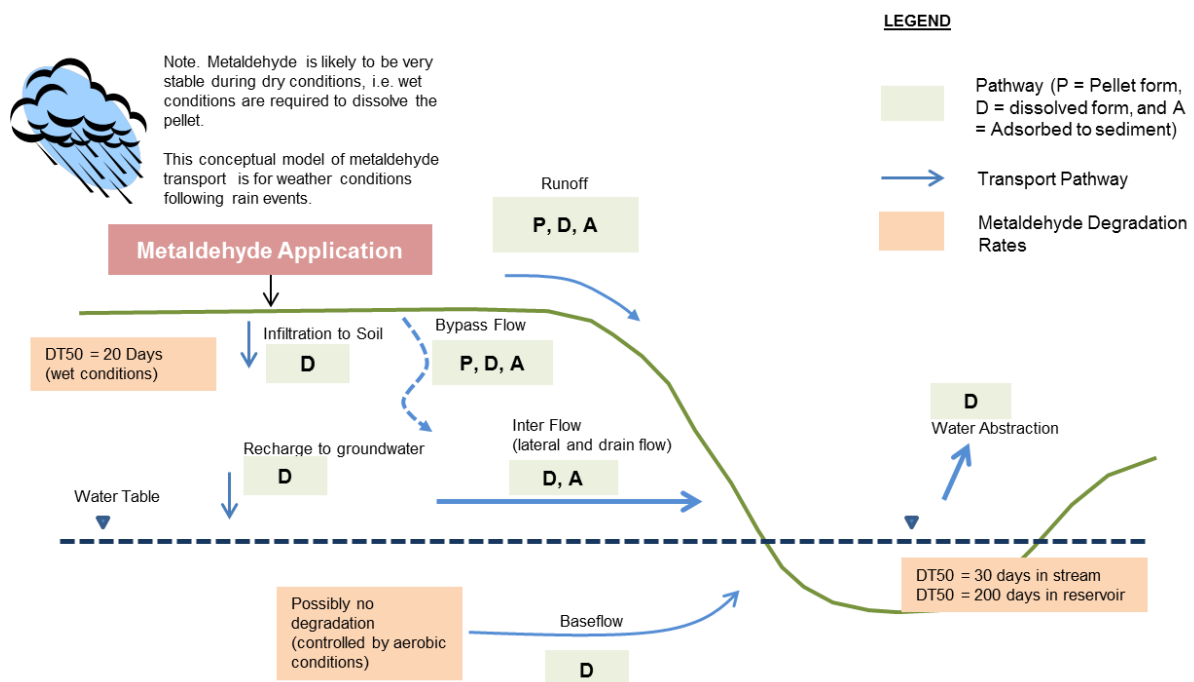 LEGEND
Note. Metaldehyde is likely to be very
stable during dry conditions, i.e. wet
conditions are required to dissolve the
pellet.
This conceptual model of metaldehyde
transport is for weather conditions
following rain events.
Pathway (P = Pellet form,
D = dissolved form, and A
= Adsorbed to sediment)
Transport Pathway
Metaldehyde Degradation
Rates
Runoff
P, D, A
Metaldehyde Application
Infiltration to Soil
D
Bypass Flow
P, D, A
DT50 = 20 Days
(wet conditions)
D
Water Abstraction
Recharge to groundwater
D
Inter Flow
(lateral and drain flow)
D, A
Water Table
DT50 = 30 days in stream
DT50 = 200 days in reservoir
Possibly no
degradation
(controlled by aerobic
conditions)
Baseflow
D